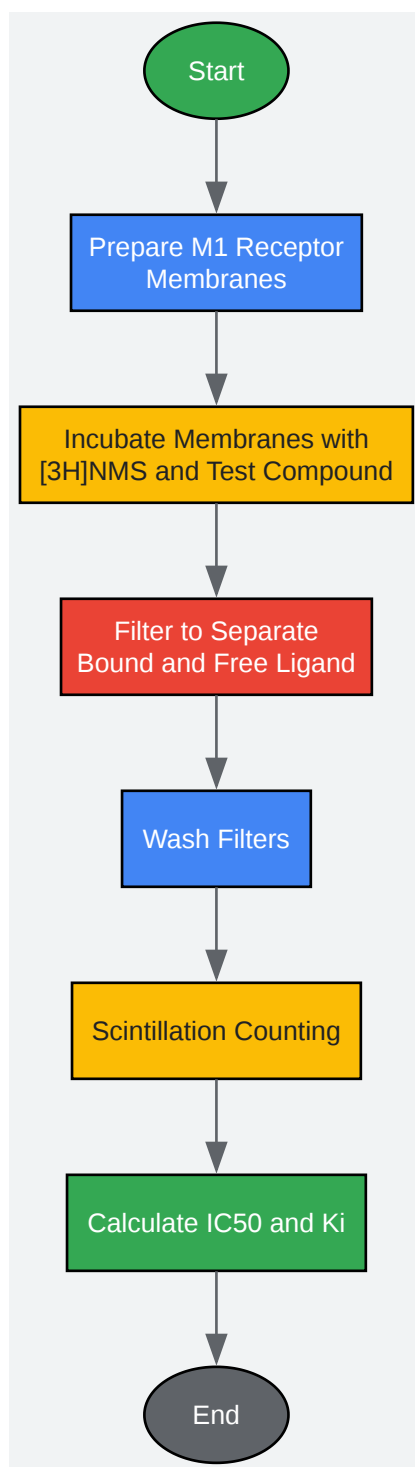 Start
Prepare M1 Receptor
Membranes
Incubate Membranes with
[3H]NMS and Test Compound
Filter to Separate
Bound and Free Ligand
Wash Filters
Scintillation Counting
Calculate IC50 and Ki
End